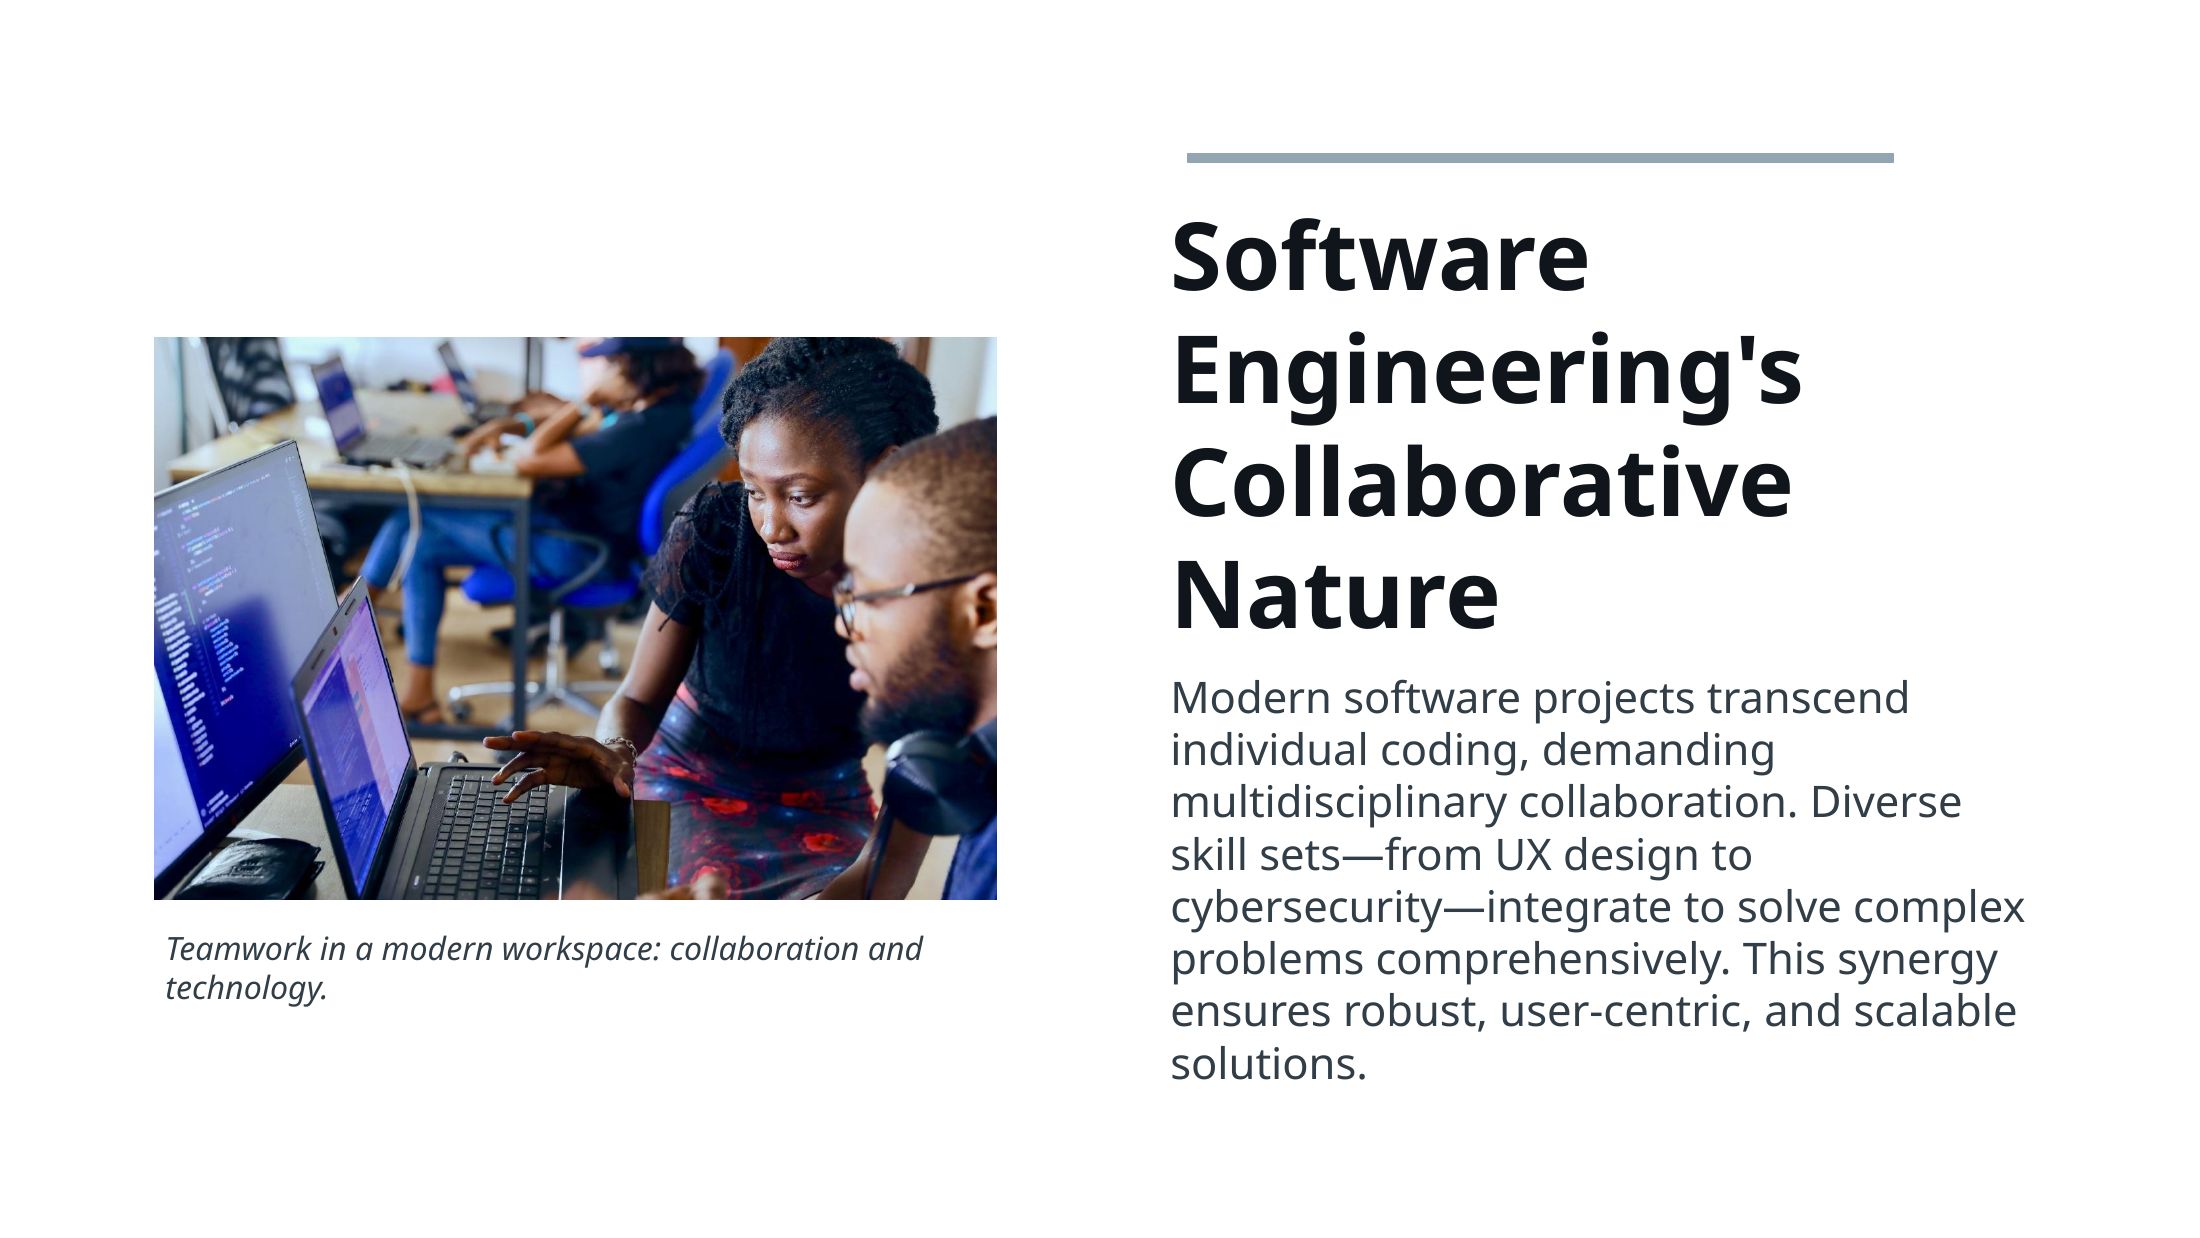 Software
Engineering's
Collaborative
Nature
Modern software projects transcend
individual coding, demanding
multidisciplinary collaboration. Diverse
skill sets—from UX design to
cybersecurity—integrate to solve complex
problems comprehensively. This synergy
ensures robust, user-centric, and scalable
solutions.
Teamwork in a modern workspace: collaboration and
technology.